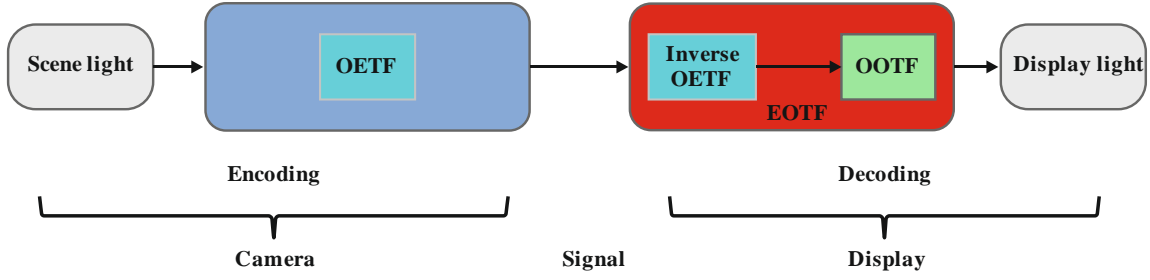 Scene light
OETF
Inverse
OETF
OOTF
EOTF
Display light
Encoding
Decoding
Camera
Signal
Display